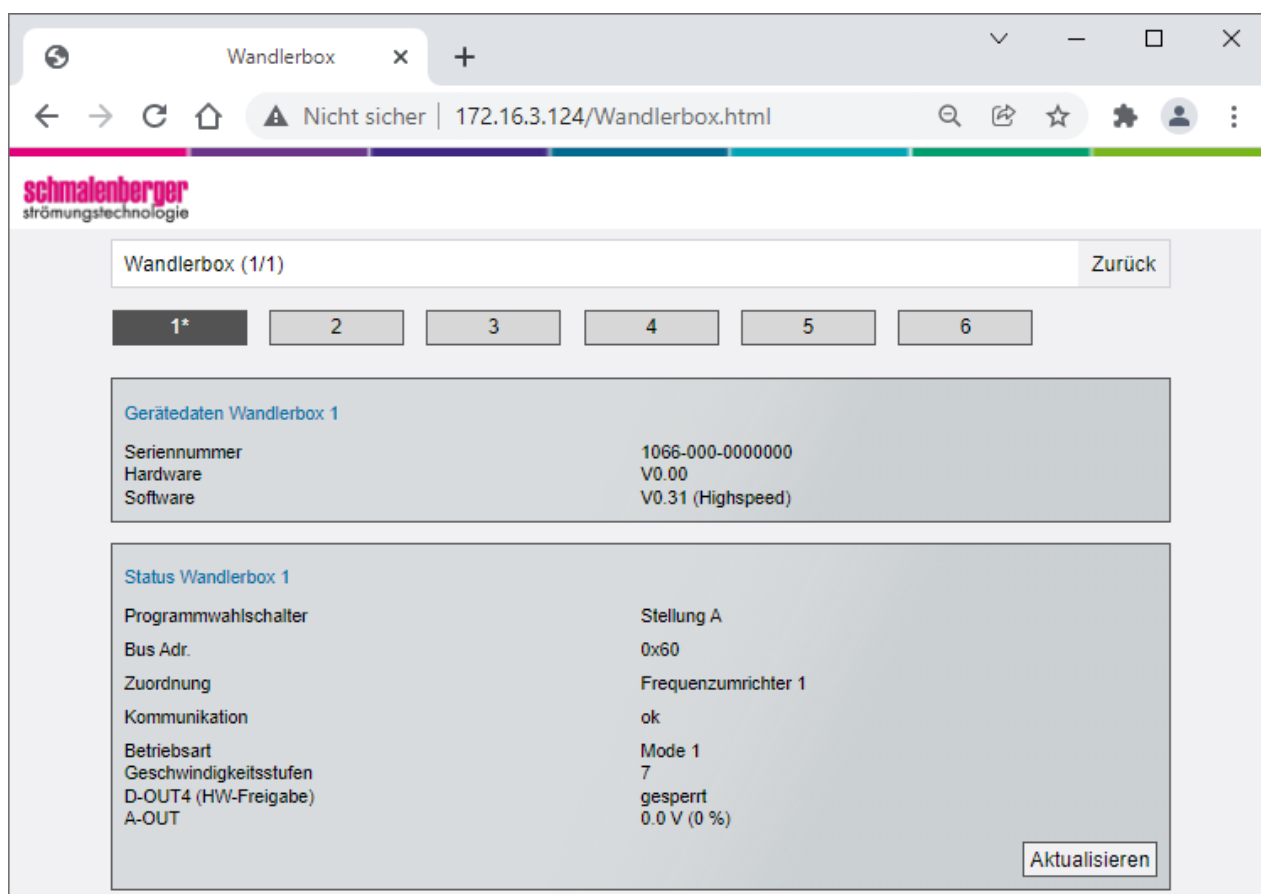 Wandlerbox
Nicht sicher | 172.16.3.124/Wandlerbox.html
schmalenberger
strömungstechnologie
Wandlerbox (1/1) Zurück
1* 2 3 4 5 6
Gerätedaten Wandlerbox 1
Seriennummer 1066-000-0000000
Hardware V0.00
Software V0.31 (Highspeed)
Status Wandlerbox 1
Programmwahlschalter Stellung A
Bus Adr. 0x60
Zuordnung Frequenzumrichter 1
Kommunikation ok
Betriebsart Mode 1
Geschwindigkeitsstufen 7
D-OUT4 (HW-Freigabe) gesperrt
A-OUT 0.0 V (0 %)
Aktualisieren